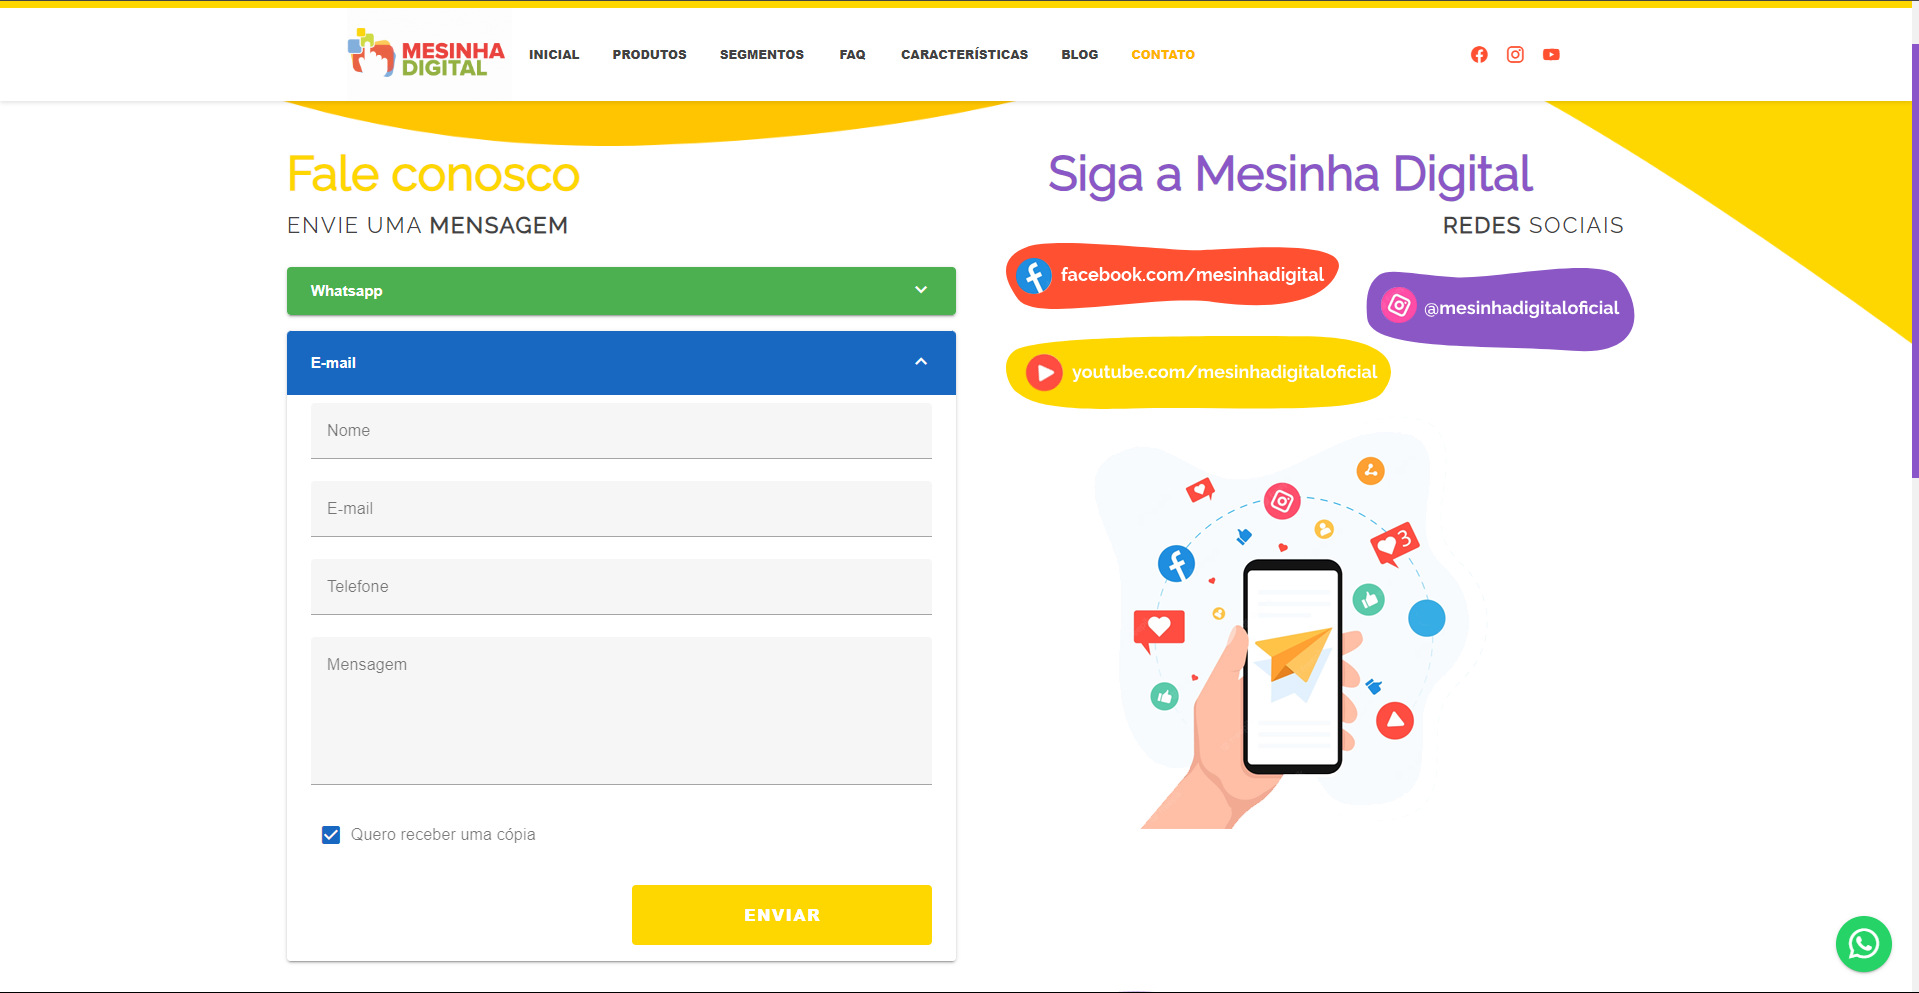 MESINHA
DIGITAL
INICIAL
PRODUTOS
SEGMENTOS
FAQ
CARACTERÍSTICAS
BLOG
CONTATO
Fale conosco
ENVIE UMA MENSAGEM
Whatsapp
E-mail
Nome
E-mail
Telefone
Mensagem
Quero receber uma cópia
ENVIAR
Siga a Mesinha Digital
REDES SOCIAIS
facebook.com/mesinhadigital
@mesinhadigitaloficial
youtube.com/mesinhadigitaloficial
3